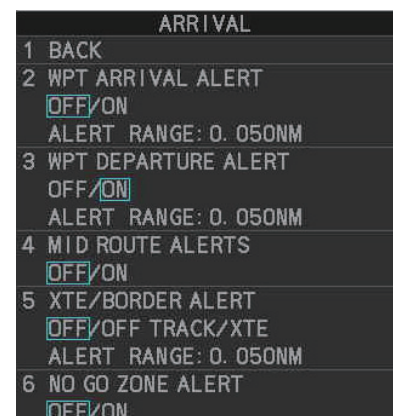 ARRIVAL
1 BACK
2 WPT ARRIVAL ALERT
OFF/ON
ALERT RANGE: 0.050NM
3 WPT DEPARTURE ALERT
OFF/ON
ALERT RANGE: 0.050NM
4 MID ROUTE ALERTS
OFF/ON
5 XTE/BORDER ALERT
OFF/OFF TRACK/XTE
ALERT RANGE: 0.050NM
6 NO GO ZONE ALERT
OFF/ON